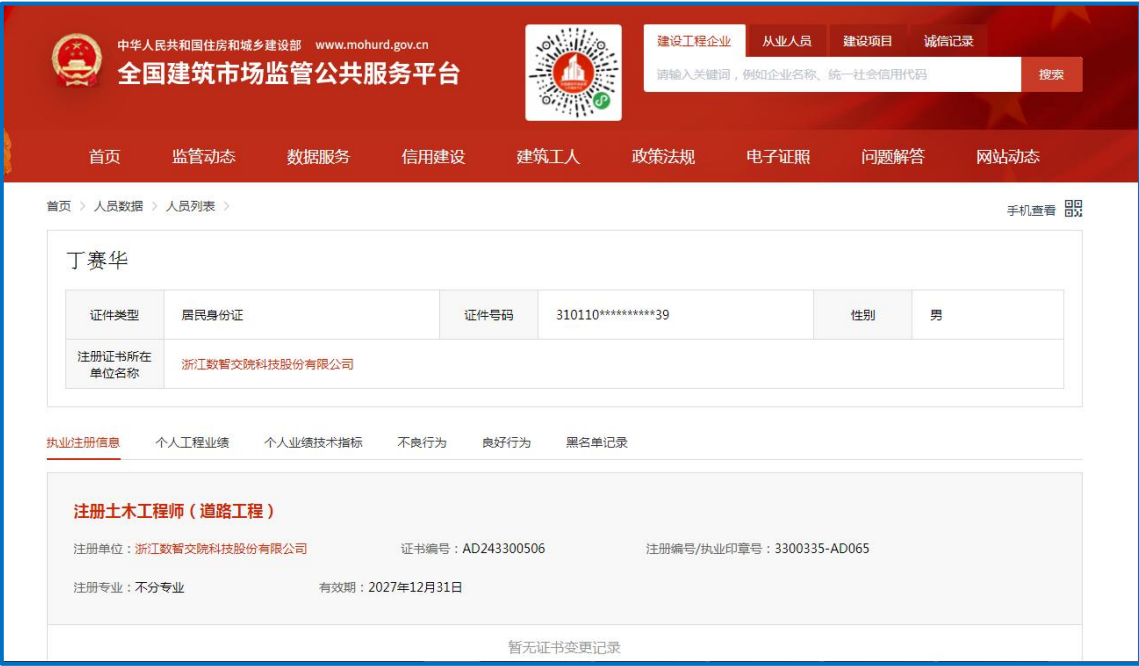 中华人民共和国住房和城乡建设部 www.mohurd.gov.cn
全国建筑市场监管公共服务平台
建设工程企业 从业人员 建设项目 诚信记录
请输入关键词，例如企业名称、统一社会信用代码 搜索
首页 监管动态 数据服务 信用建设 建筑工人 政策法规 电子证照 问题解答 网站动态
首页 > 人员数据 > 人员列表 >
手机查看
丁赛华
证件类型 居民身份证 证件号码 310110**********39 性别 男
注册证书所在
单位名称
浙江数智交院科技股份有限公司
执业注册信息 个人工程业绩 个人业绩技术指标 不良行为 良好行为 黑名单记录
注册土木工程师（道路工程）
注册单位：浙江数智交院科技股份有限公司 证书编号：AD243300506 注册编号/执业印章号：3300335-AD065
注册专业：不分专业 有效期：2027年12月31日
暂无证书变更记录